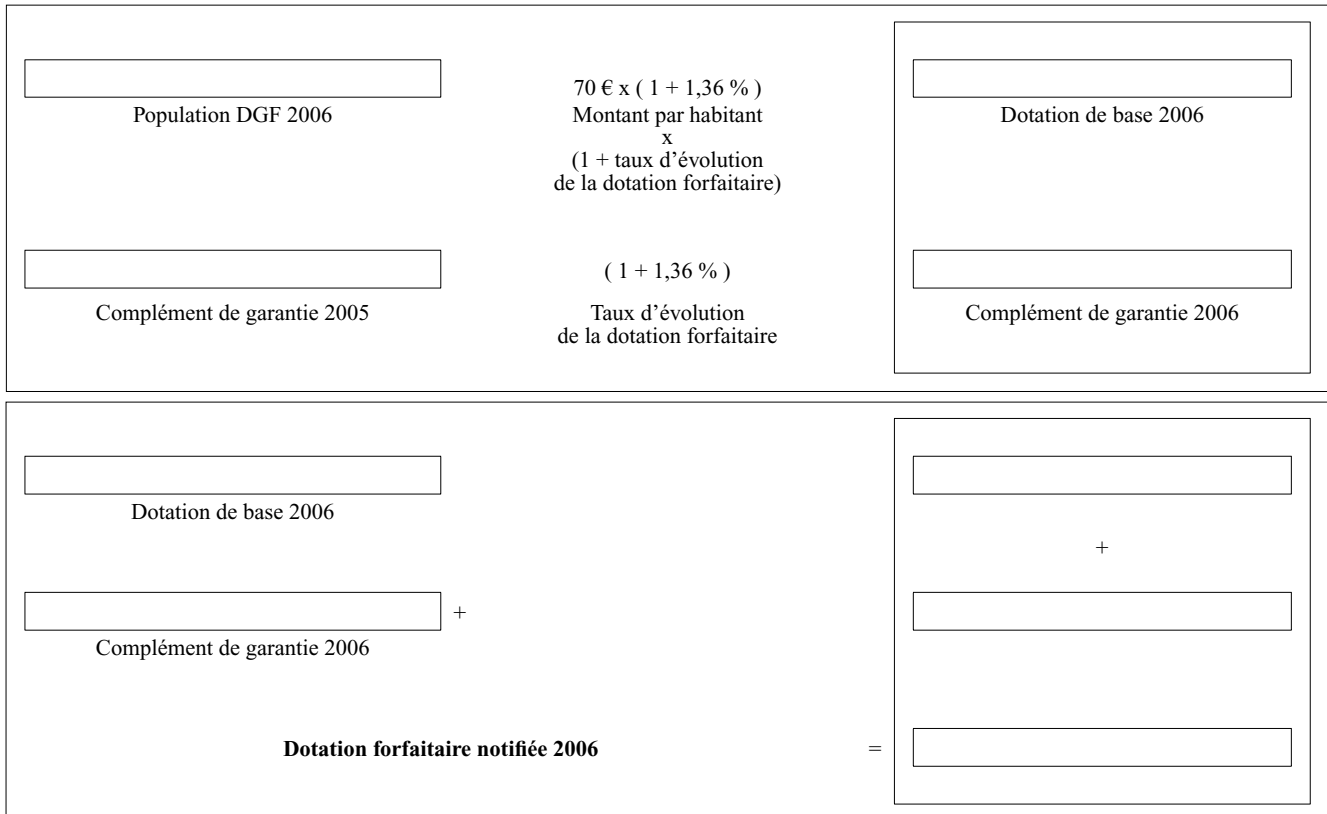 70 € x ( 1 + 1,36 % )
Population DGF 2006
Montant par habitant
Dotation de base 2006
x
(1 + taux d’évolution
de la dotation forfaitaire)
( 1 + 1,36 % )
Complément de garantie 2005
Taux d’évolution
de la dotation forfaitaire
Complément de garantie 2006
Dotation de base 2006
+
+
Complément de garantie 2006
Dotation forfaitaire notifiée 2006 =